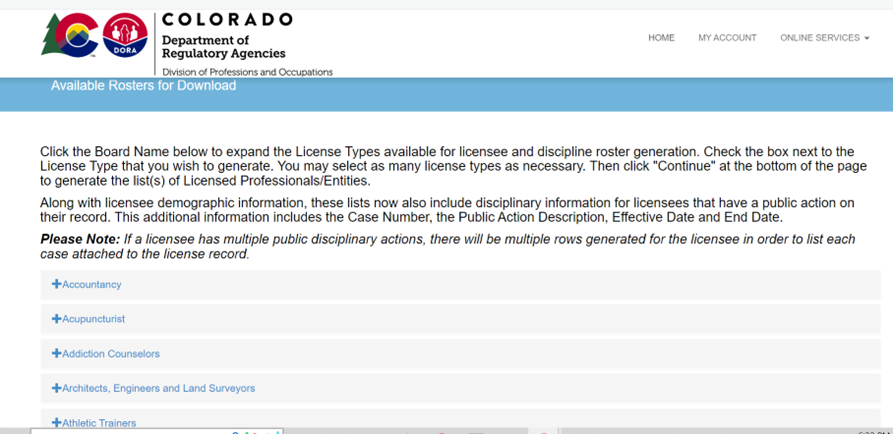 COLORADO
Department of
Regulatory Agencies
Division of Professions and Occupations
DORA
HOME MY ACCOUNT ONLINE SERVICES
Available Rosters for Download
Click the Board Name below to expand the License Types available for licensee and discipline roster generation. Check the box next to the
License Type that you wish to generate. You may select as many license types as necessary. Then click "Continue" at the bottom of the page
to generate the list(s) of Licensed Professionals/Entities.
Along with licensee demographic information, these lists now also include disciplinary information for licensees that have a public action on
their record. This additional information includes the Case Number, the Public Action Description, Effective Date and End Date.
Please Note: If a licensee has multiple public disciplinary actions, there will be multiple rows generated for the licensee in order to list each
case attached to the license record.
Accountancy
Acupuncturist
Addiction Counselors
Architects, Engineers and Land Surveyors
Athletic Trainers